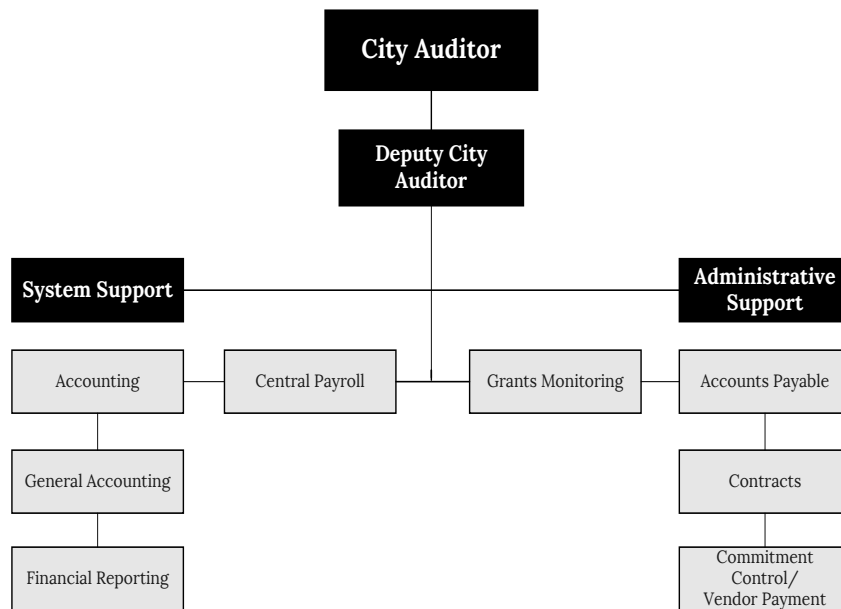 City Auditor
Deputy City
Auditor
System Support
Administrative
Support
Accounting
Central Payroll
Grants Monitoring
Accounts Payable
General Accounting
Contracts
Financial Reporting
Commitment
Control/
Vendor Payment